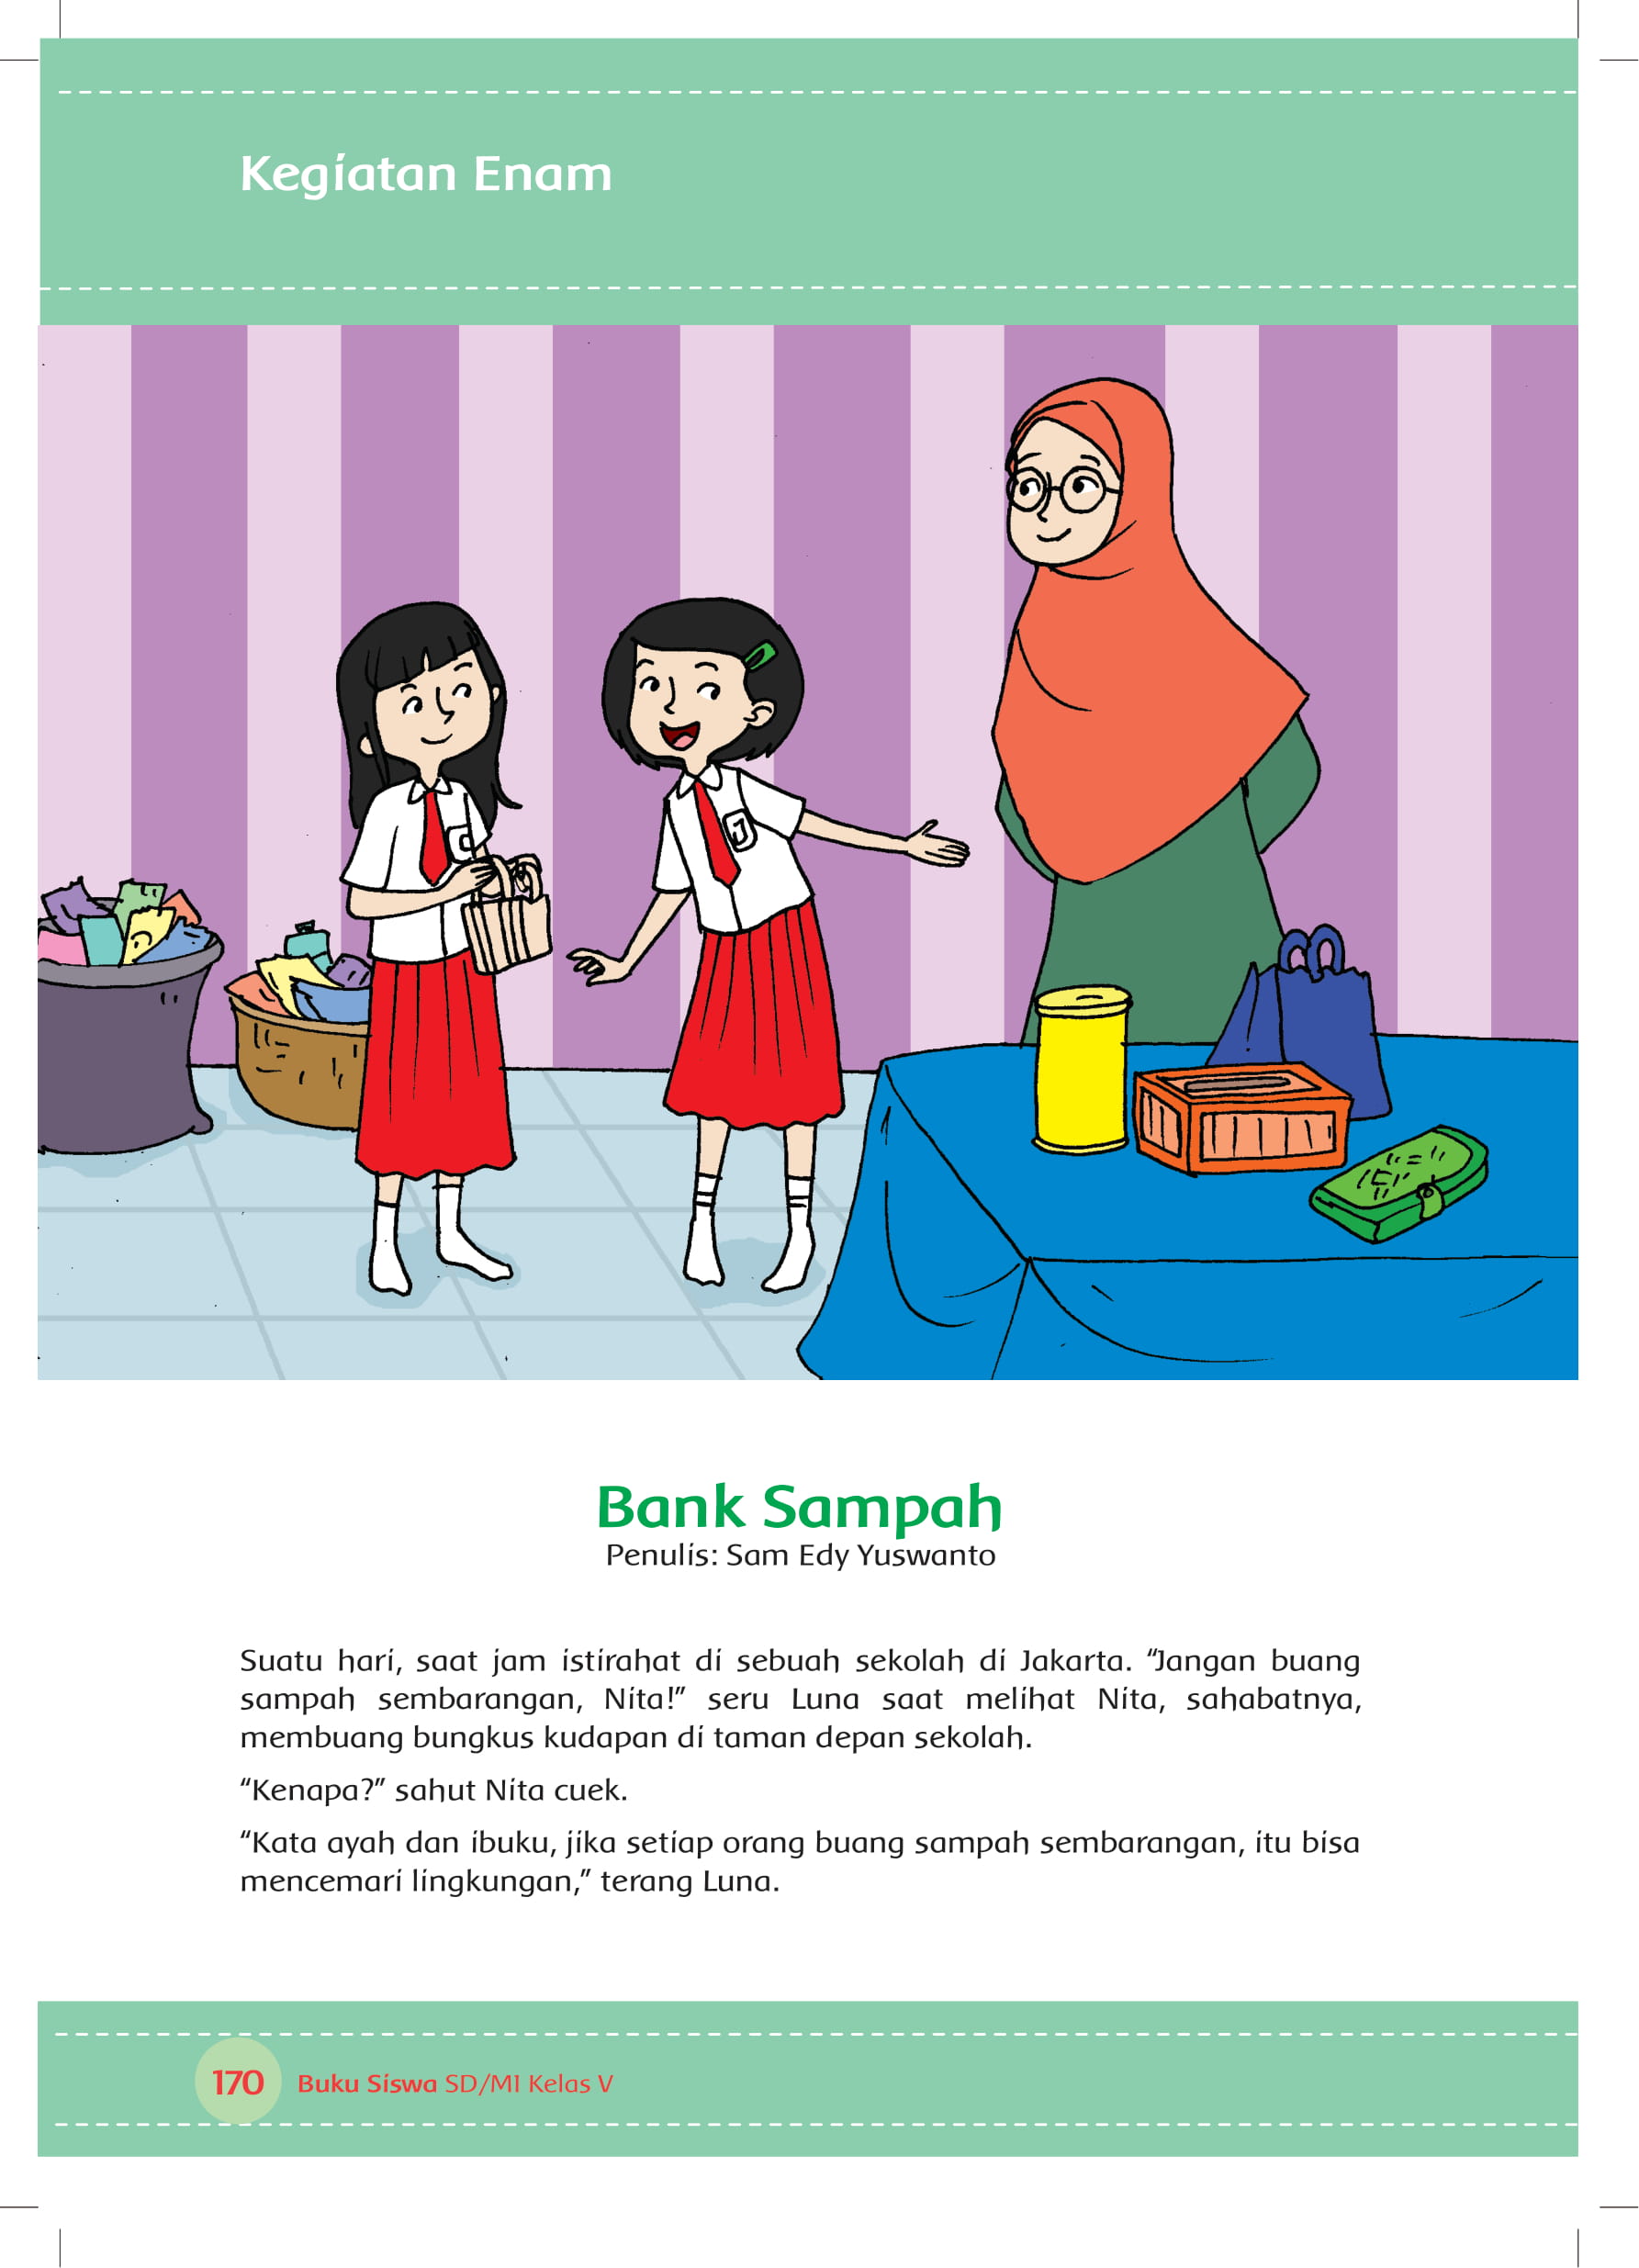 Kegiatan Enam
Bank Sampah
Penulis: Sam Edy Yuswanto
Suatu hari, saat jam istirahat di sebuah sekolah di Jakarta. “Jangan buang
sampah sembarangan, Nita!” seru Luna saat melihat Nita, sahabatnya,
membuang bungkus kudapan di taman depan sekolah.
“Kenapa?” sahut Nita cuek.
“Kata ayah dan ibuku, jika setiap orang buang sampah sembarangan, itu bisa
mencemari lingkungan,” terang Luna.
170 Buku Siswa SD/MI Kelas V